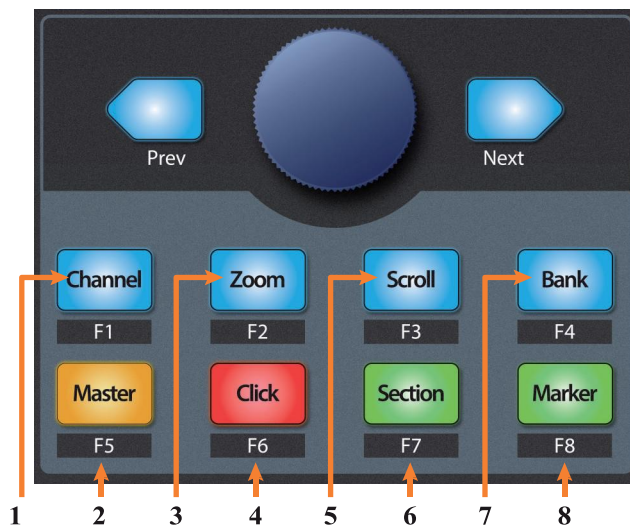 Prev Next
Channel Zoom Scroll Bank
F1 F2 F3 F4
Master Click Section Marker
F5 F6 F7 F8
1 2 3 4 5 6 7 8